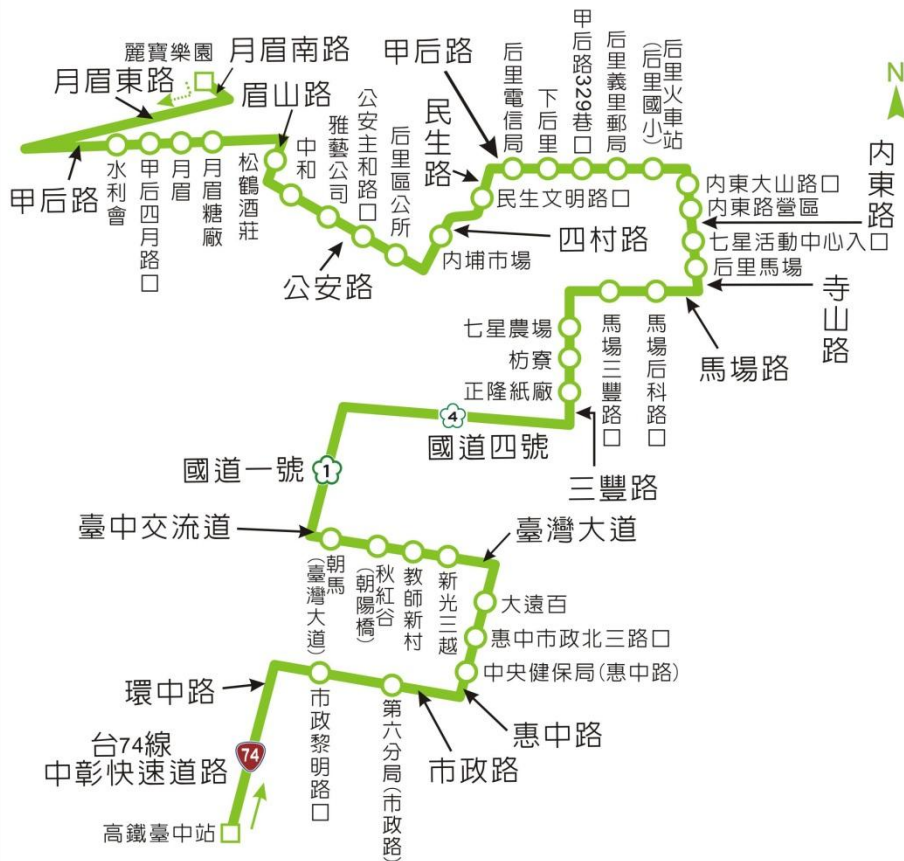 麗寶樂園
月眉南路
月眉東路
眉山路
甲后路
水利會
甲后四月路口
月眉
月眉糖廠
松鶴酒莊
中和
雅藝公司
公安主和路口
后里區公所
公安路
內埔市場
四村路
民生路
民生文明路口
甲后路
后里電信局
下后里
甲后路329巷口
后里義里郵局
后里火車站
(后里國小)
N
內東路
內東大山路口
內東路營區
七星活動中心入口
后里馬場
寺山路
馬場路
馬場后科路口
馬場三豐路口
七星農場
枋寮
正隆紙廠
三豐路
4
國道四號
國道一號
1
臺中交流道
朝馬
(臺灣大道)
秋紅谷
(朝陽橋)
教師新村
新光三越
臺灣大道
大遠百
惠中市政北三路口
中央健保局(惠中路)
惠中路
市政路
第六分局(市政路)
市政黎明路口
環中路
台74線
中彰快速道路
74
高鐵臺中站